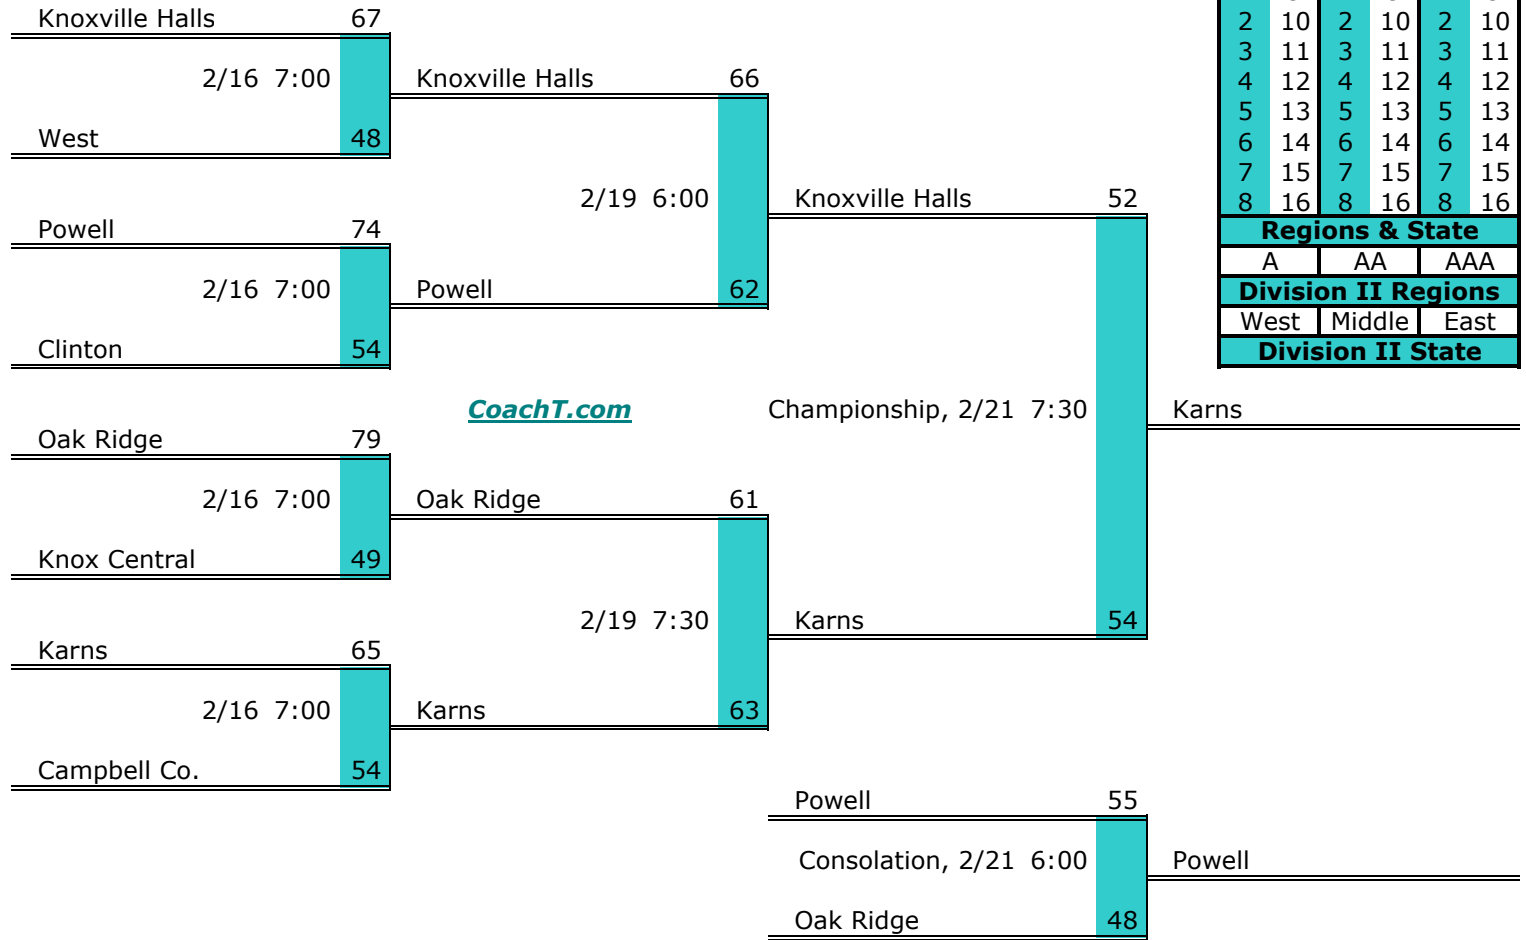 Knoxville Halls 67
2/16 7:00 Knoxville Halls 66
West 48
2/19 6:00 Knoxville Halls 52
Powell 74
2/16 7:00 Powell 62
Clinton 54
CoachT.com Championship, 2/21 7:30 Karns
Oak Ridge 79
2/16 7:00 Oak Ridge 61
Knox Central 49
2/19 7:30 Karns 54
Karns 65
2/16 7:00 Karns 63
Campbell Co. 54
Powell 55
Consolation, 2/21 6:00 Powell
Oak Ridge 48
2 10 2 10 2 10
3 11 3 11 3 11
4 12 4 12 4 12
5 13 5 13 5 13
6 14 6 14 6 14
7 15 7 15 7 15
8 16 8 16 8 16
Regions & State
A AA AAA
Division II Regions
West Middle East
Division II State